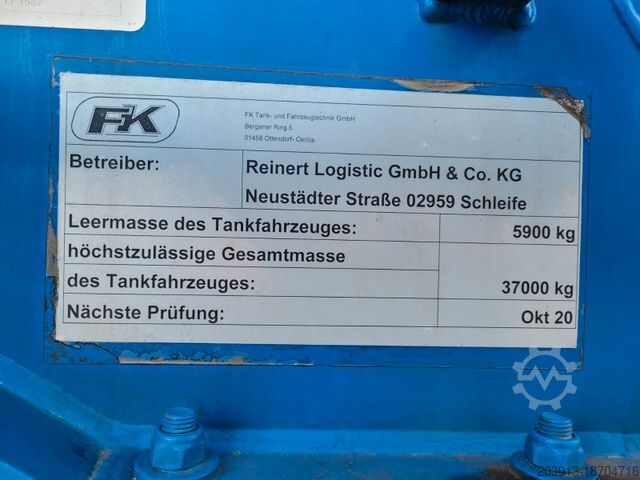 FK
FK Tank- und Fahrzeugtechnik GmbH
Bergener Ring 5
01458 Ottendorf- Okrilla
Betreiber:
Reinert Logistic GmbH & Co. KG
Neustädter Straße 02959 Schleife
Leermasse des Tankfahrzeuges: 5900 kg
höchstzulässige Gesamtmasse
des Tankfahrzeuges: 37000 kg
Nächste Prüfung: Okt 20
203913-18704716